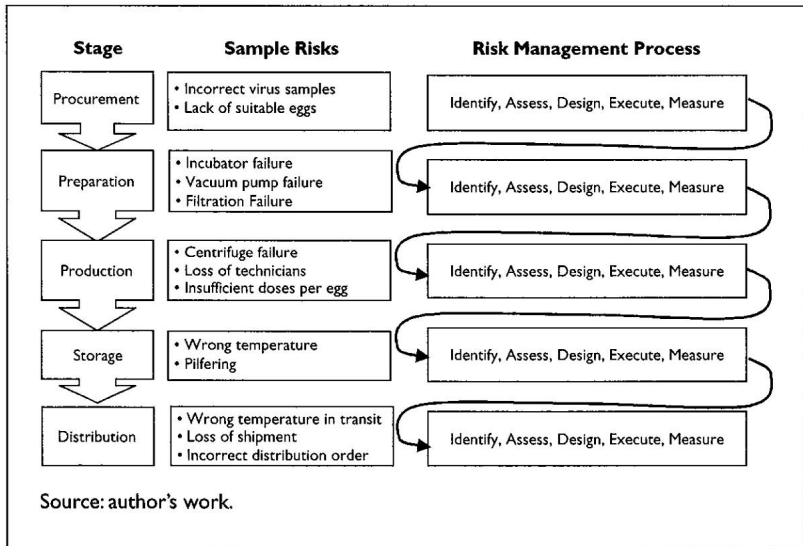 Stage
Sample Risks
Risk Management Process
Procurement
• Incorrect virus samples
• Lack of suitable eggs
Identify, Assess, Design, Execute, Measure
Preparation
• Incubator failure
• Vacuum pump failure
• Filtration Failure
Identify, Assess, Design, Execute, Measure
Production
• Centrifuge failure
• Loss of technicians
• Insufficient doses per egg
Identify, Assess, Design, Execute, Measure
Storage
• Wrong temperature
• Pilfering
Identify, Assess, Design, Execute, Measure
Distribution
• Wrong temperature in transit
• Loss of shipment
• Incorrect distribution order
Identify, Assess, Design, Execute, Measure
Source: author's work.